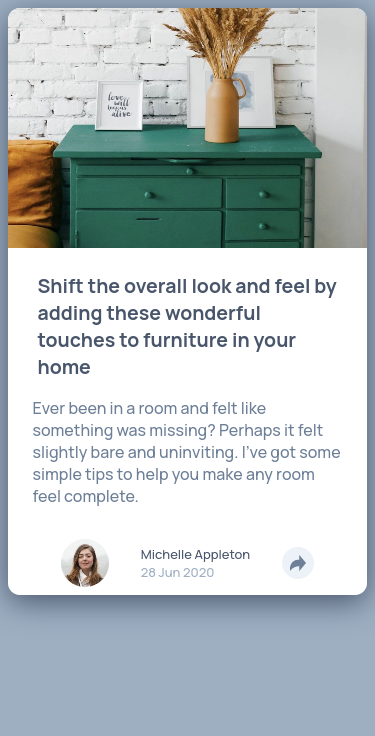 love
will
keep us
alive
Shift the overall look and feel by
adding these wonderful
touches to furniture in your
home
Ever been in a room and felt like
something was missing? Perhaps it felt
slightly bare and uninviting. I've got some
simple tips to help you make any room
feel complete.
Michelle Appleton
28 Jun 2020